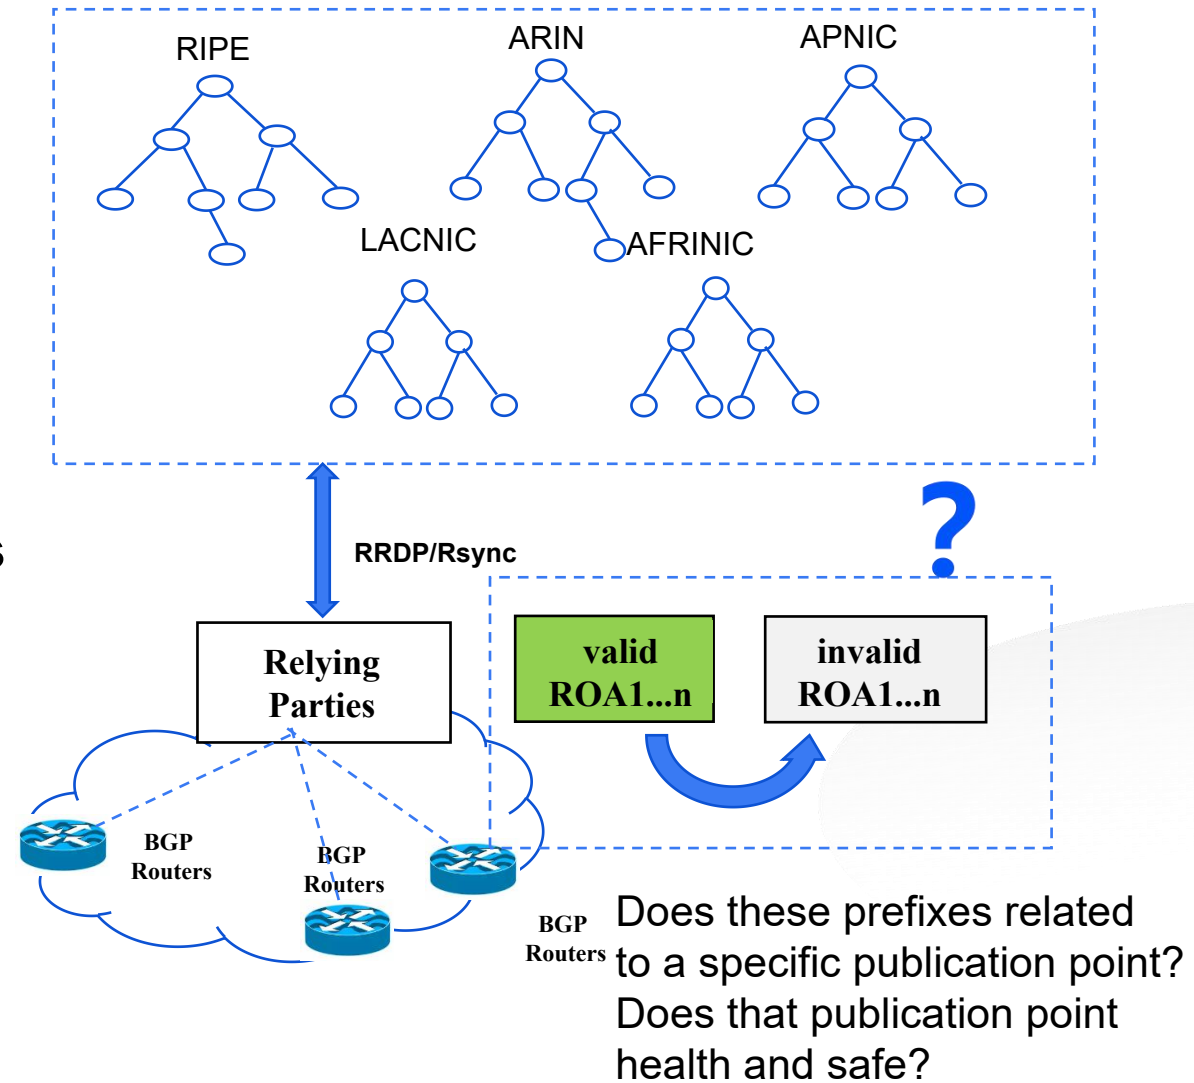 RIPE
ARIN
APNIC
LACNIC
AFRINIC
s
RRDP/Rsync
?
Relying
Parties
valid
ROA1...n
invalid
ROA1...n
BGP
Routers
BGP
Routers
BGP
Routers
Does these prefixes related
to a specific publication point?
Does that publication point
health and safe?